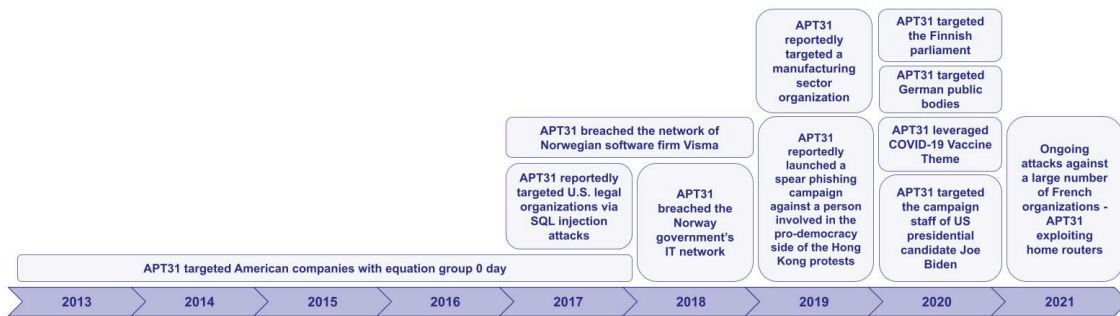 APT31 targeted American companies with equation group 0 day
APT31 reportedly
targeted U.S. legal
organizations via
SQL injection
attacks
APT31 breached the network of
Norwegian software firm Visma
APT31
breached the
Norway
government's
IT network
APT31
reportedly
targeted a
manufacturing
sector
organization
APT31
reportedly
launched a
spear phishing
campaign
against a person
involved in the
pro-democracy
side of the Hong
Kong protests
APT31 targeted
the Finnish
parliament
APT31 targeted
German public
bodies
APT31 leveraged
COVID-19 Vaccine
Theme
APT31 targeted
the campaign
staff of US
presidential
candidate Joe
Biden
Ongoing
attacks against
a large number
of French
organizations -
APT31
exploiting
home routers
2013
2014
2015
2016
2017
2018
2019
2020
2021